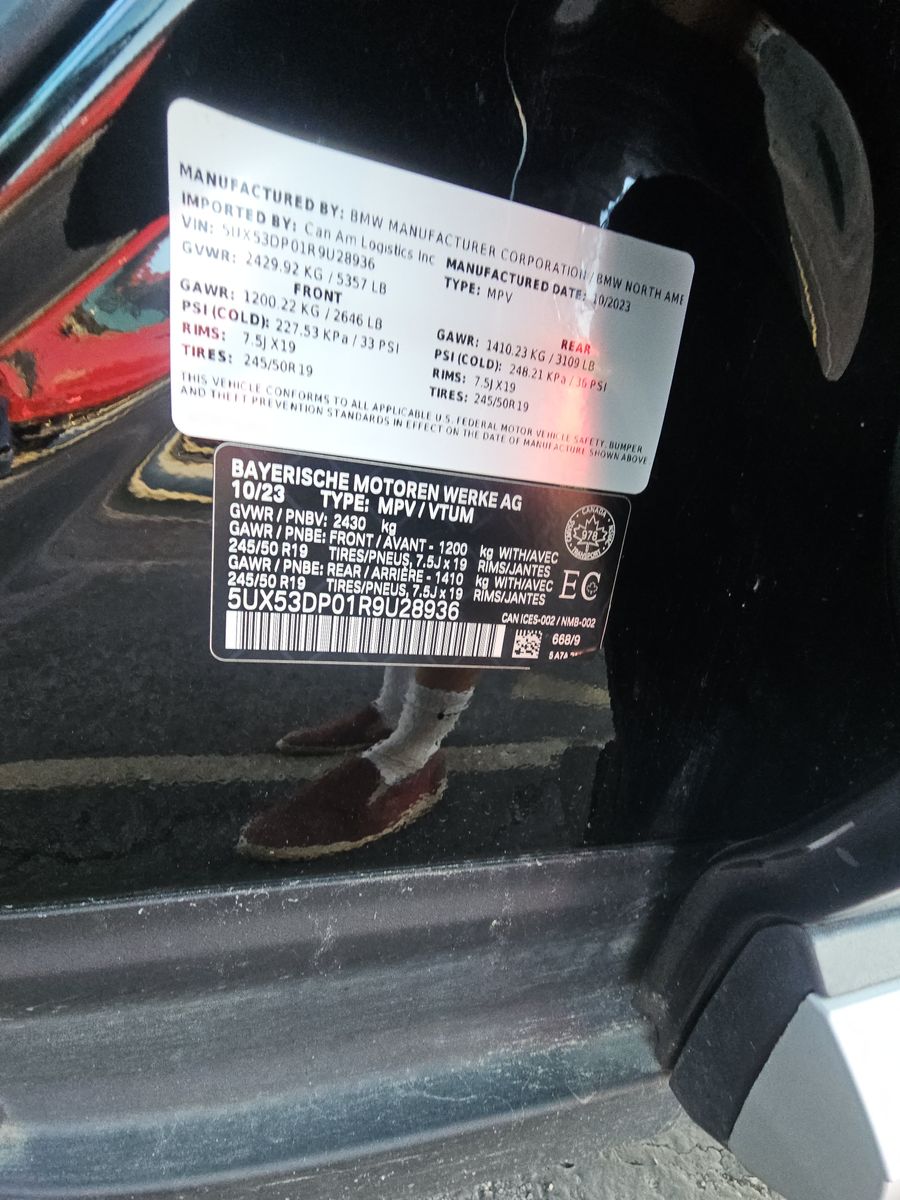 MANUFACTURED BY: BMW MANUFACTURER CORPORATION / BMW NORTH AME
IMPORTED BY: Can Am Logistics Inc MANUFACTURED DATE: 10/2023
VIN: 5UX53DP01R9U28936 TYPE: MPV
GVWR: 2429.92 KG / 5357 LB
FRONT REAR
GAWR: 1200.22 KG / 2646 LB GAWR: 1410.23 KG / 3109 LB
PSI (COLD): 227.53 KPa / 33 PSI PSI (COLD): 248.21 KPa / 36 PSI
RIMS: 7.5J X19 RIMS: 7.5J X19
TIRES: 245/50R19 TIRES: 245/50R19
THIS VEHICLE CONFORMS TO ALL APPLICABLE U.S. FEDERAL MOTOR VEHICLE SAFETY, BUMPER
AND THEFT PREVENTION STANDARDS IN EFFECT ON THE DATE OF MANUFACTURE SHOWN ABOVE
BAYERISCHE MOTOREN WERKE AG
10/23 TYPE: MPV / VTUM
GVWR / PNBV: 2430 kg
GAWR / PNBE: FRONT / AVANT - 1200 kg WITH/AVEC
245/50 R19 TIRES/PNEUS, 7.5J x 19 RIMS/JANTES
GAWR / PNBE: REAR / ARRIÈRE - 1410 kg WITH/AVEC
245/50 R19 TIRES/PNEUS, 7.5J x 19 RIMS/JANTES
CANADA
978
TRANSPORT
EC
5UX53DP01R9U28936 CAN ICES-002 / NMB-002
668/9
5 A7A